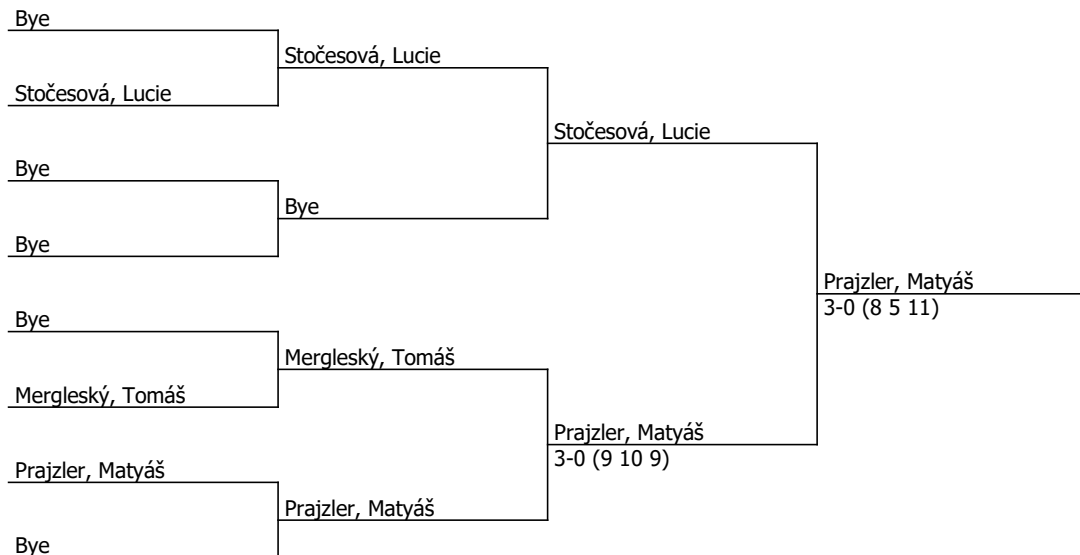 Bye
Stočesová, Lucie
Stočesová, Lucie
Stočesová, Lucie
Bye
Bye
Bye
Prajzler, Matyáš
3-0 (8 5 11)
Bye
Mergleský, Tomáš
Mergleský, Tomáš
Prajzler, Matyáš
3-0 (9 10 9)
Prajzler, Matyáš
Prajzler, Matyáš
Bye